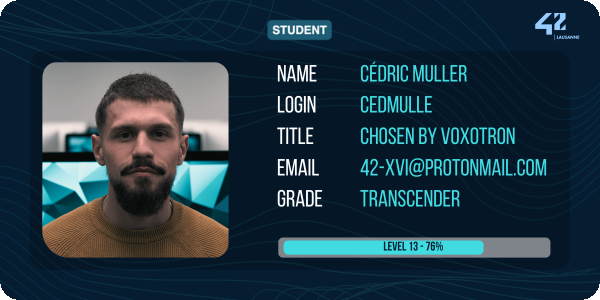 STUDENT
42
LAUSANNE
NAME CÉDRIC MULLER
LOGIN CEDMULLE
TITLE CHOSEN BY VOXOTRON
EMAIL 42-XVI@PROTONMAIL.COM
GRADE TRANSCENDER
LEVEL 13 - 76%